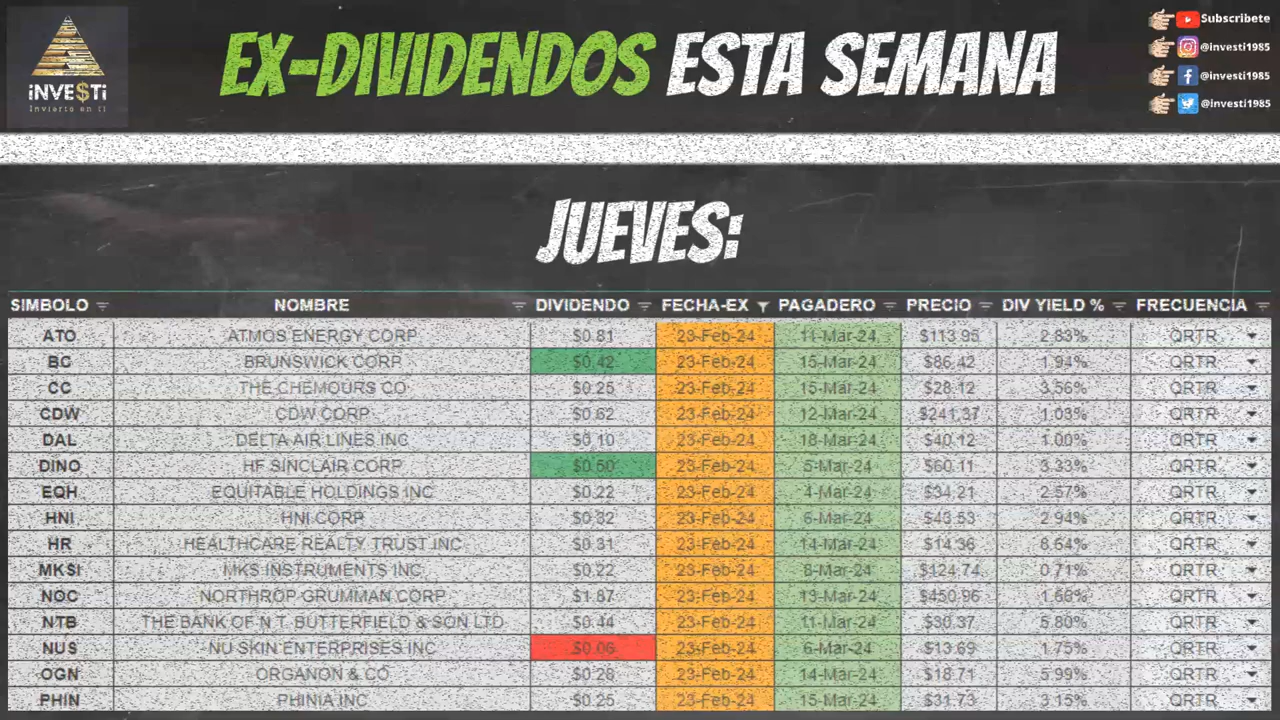 iNVE$Ti
Invierto en ti
EX-DIVIDENDOS ESTA SEMANA
Subscribete
@investi1985
@investi1985
@investi1985
JUEVES:
SIMBOLO NOMBRE DIVIDENDO FECHA-EX PAGADERO PRECIO DIV YIELD % FRECUENCIA
ATO ATMOS ENERGY CORP $0.81 23-Feb-24 11-Mar-24 $113.95 2.83% QRTR
BC BRUNSWICK CORP $0.42 23-Feb-24 15-Mar-24 $86.42 1.94% QRTR
CC THE CHEMOURS CO $0.25 23-Feb-24 15-Mar-24 $28.12 3.56% QRTR
CDW CDW CORP $0.62 23-Feb-24 12-Mar-24 $241.37 1.03% QRTR
DAL DELTA AIR LINES INC $0.10 23-Feb-24 18-Mar-24 $40.12 1.00% QRTR
DINO HF SINCLAIR CORP $0.50 23-Feb-24 5-Mar-24 $60.11 3.33% QRTR
EQH EQUITABLE HOLDINGS INC $0.22 23-Feb-24 4-Mar-24 $34.21 2.57% QRTR
HNI HNI CORP $0.32 23-Feb-24 6-Mar-24 $43.53 2.94% QRTR
HR HEALTHCARE REALTY TRUST INC $0.31 23-Feb-24 14-Mar-24 $14.36 8.64% QRTR
MKSI MKS INSTRUMENTS INC $0.22 23-Feb-24 8-Mar-24 $124.74 0.71% QRTR
NOC NORTHROP GRUMMAN CORP $1.87 23-Feb-24 13-Mar-24 $450.96 1.66% QRTR
NTB THE BANK OF N.T. BUTTERFIELD & SON LTD $0.44 23-Feb-24 11-Mar-24 $30.37 5.80% QRTR
NUS NU SKIN ENTERPRISES INC $0.06 23-Feb-24 6-Mar-24 $13.69 1.75% QRTR
OGN ORGANON & CO $0.28 23-Feb-24 14-Mar-24 $18.71 5.99% QRTR
PHIN PHINIA INC $0.25 23-Feb-24 15-Mar-24 $31.73 3.15% QRTR